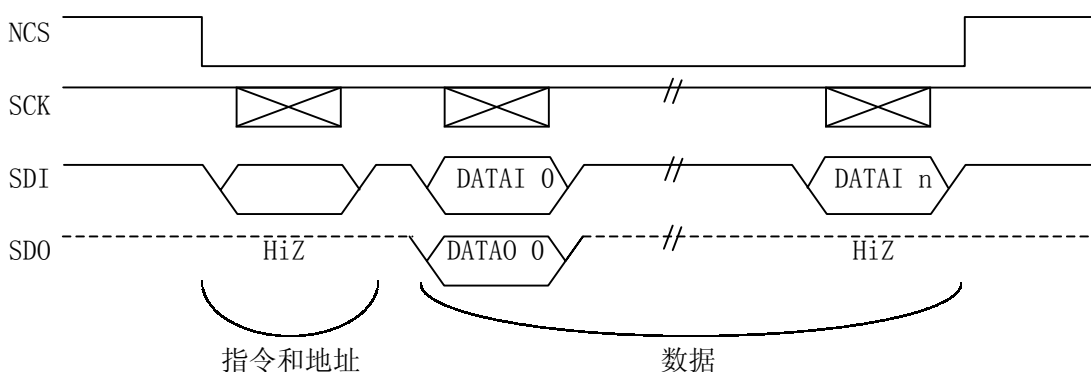 NCS
SCK
SDI DATAI 0 DATAI n
SDO HiZ DATAO 0 HiZ
指令和地址 数据